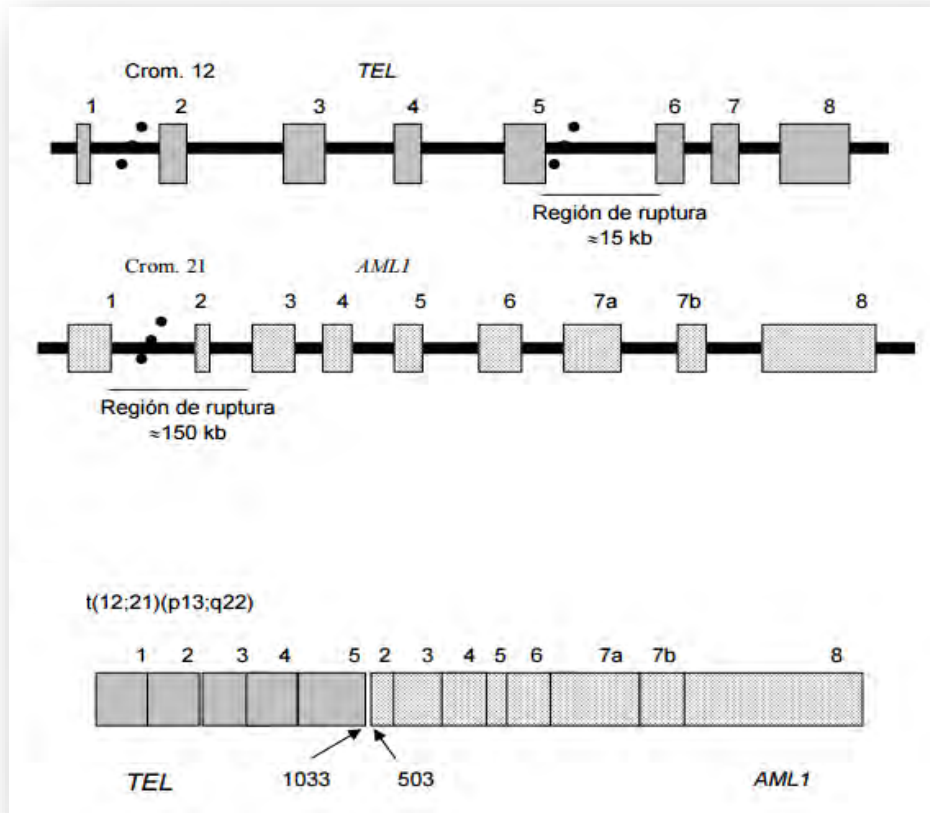 Crom. 12 TEL
1 2 3 4 5 6 7 8
Región de ruptura
≈15 kb
Crom. 21 AML1
1 2 3 4 5 6 7a 7b 8
Región de ruptura
≈150 kb
t(12;21)(p13;q22)
1 2 3 4 5 2 3 4 5 6 7a 7b 8
1033 503
TEL AML1